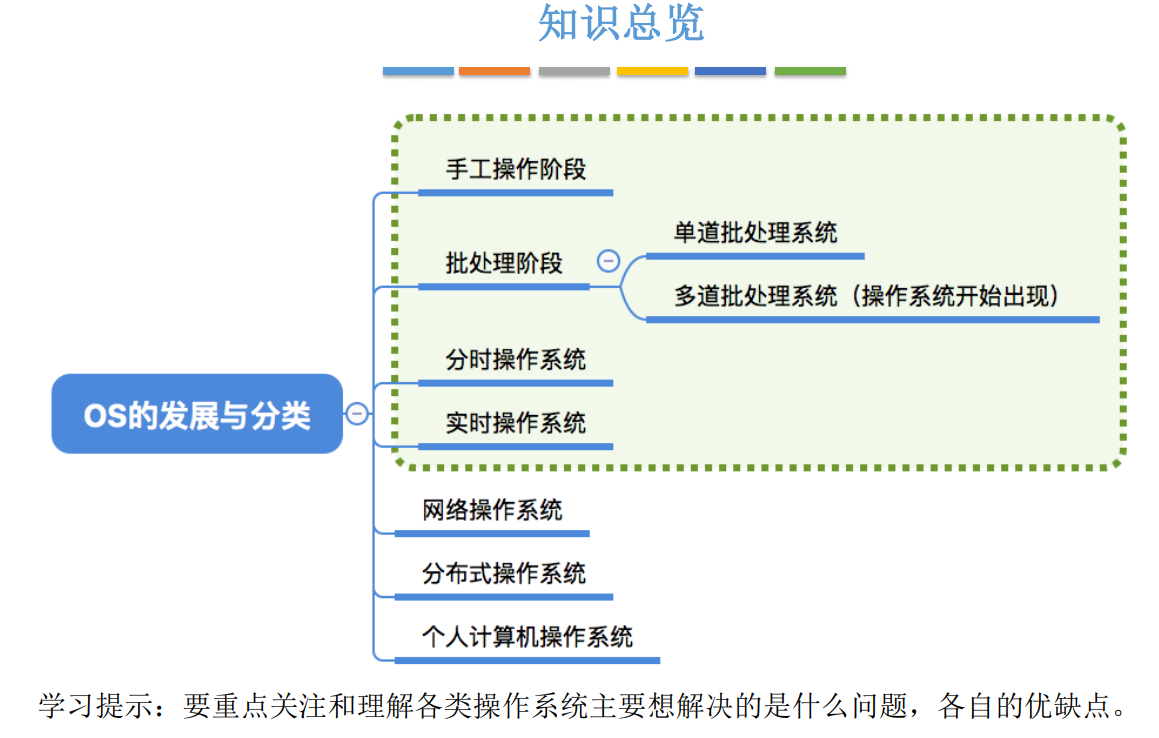 知识总览
手工操作阶段
批处理阶段
单道批处理系统
多道批处理系统（操作系统开始出现）
分时操作系统
实时操作系统
OS的发展与分类
网络操作系统
分布式操作系统
个人计算机操作系统
学习提示：要重点关注和理解各类操作系统主要想解决的是什么问题，各自的优缺点。